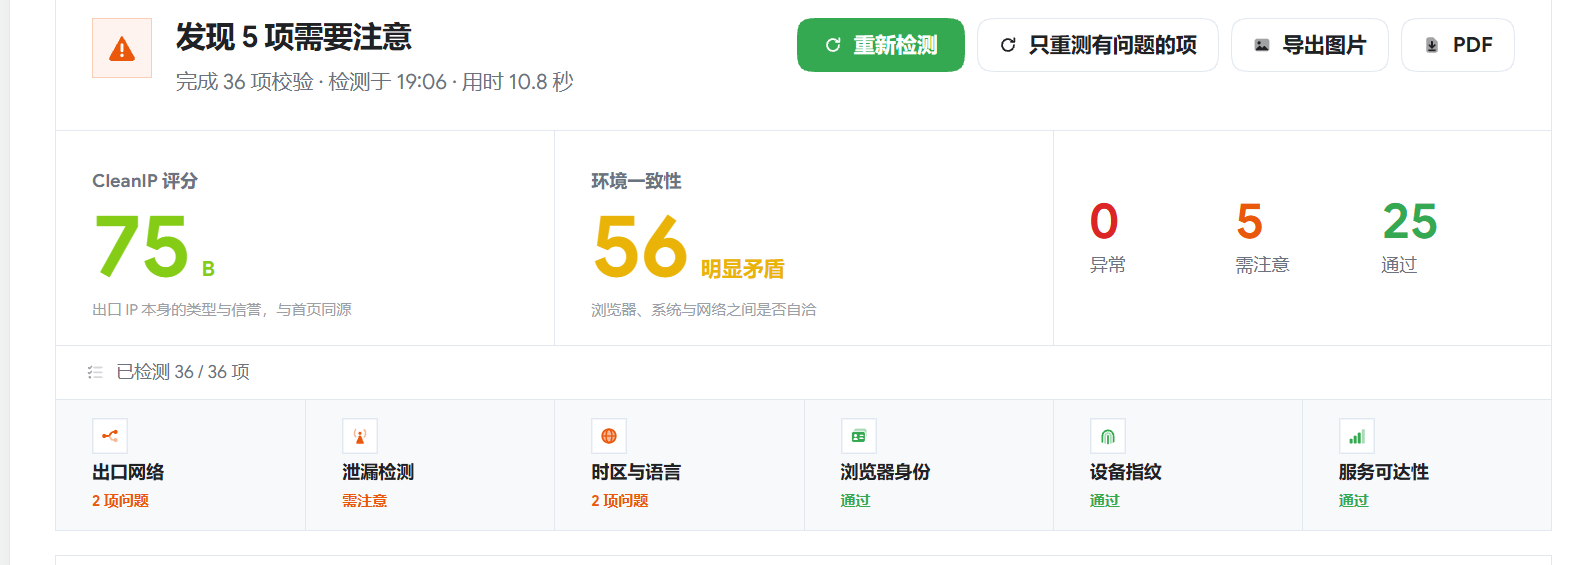 发现 5 项需要注意
完成 36 项校验 · 检测于 19:06 · 用时 10.8 秒
重新检测
只重测有问题的项
导出图片
PDF
CleanIP 评分
75 B
出口 IP 本身的类型与信誉，与首页同源
环境一致性
56 明显矛盾
浏览器、系统与网络之间是否自洽
0
异常
5
需注意
25
通过
已检测 36 / 36 项
出口网络
2 项问题
泄漏检测
需注意
时区与语言
2 项问题
浏览器身份
通过
设备指纹
通过
服务可达性
通过